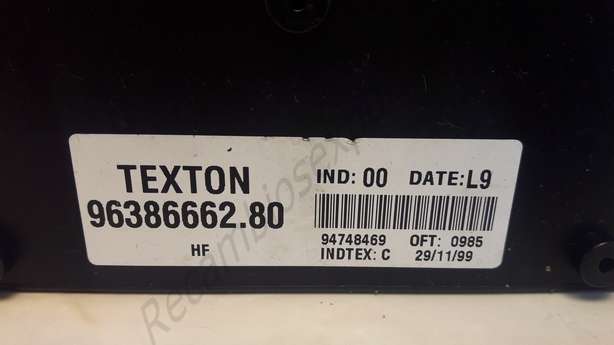 TEXTON
96386662.80
HF
IND: 00 DATE: L9
94748469 OFT: 0985
INDTEX: C 29/11/99